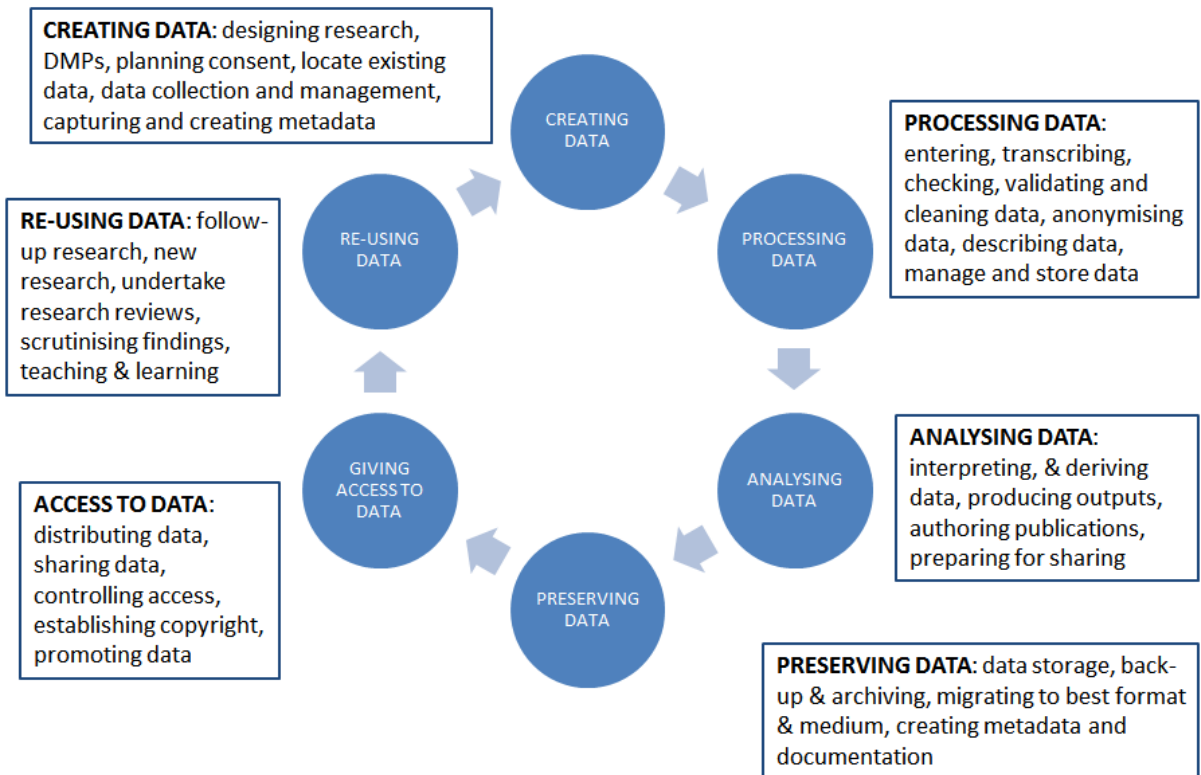 CREATING DATA: designing research,
DMPs, planning consent, locate existing
data, data collection and management,
capturing and creating metadata
CREATING
DATA
PROCESSING DATA:
entering, transcribing,
checking, validating and
cleaning data, anonymising
data, describing data,
manage and store data
PROCESSING
DATA
ANALYSING DATA:
interpreting, & deriving
data, producing outputs,
authoring publications,
preparing for sharing
ANALYSING
DATA
PRESERVING DATA: data storage, back-
up & archiving, migrating to best format
& medium, creating metadata and
documentation
PRESERVING
DATA
ACCESS TO DATA:
distributing data,
sharing data,
controlling access,
establishing copyright,
promoting data
GIVING
ACCESS TO
DATA
RE-USING DATA: follow-
up research, new
research, undertake
research reviews,
scrutinising findings,
teaching & learning
RE-USING
DATA